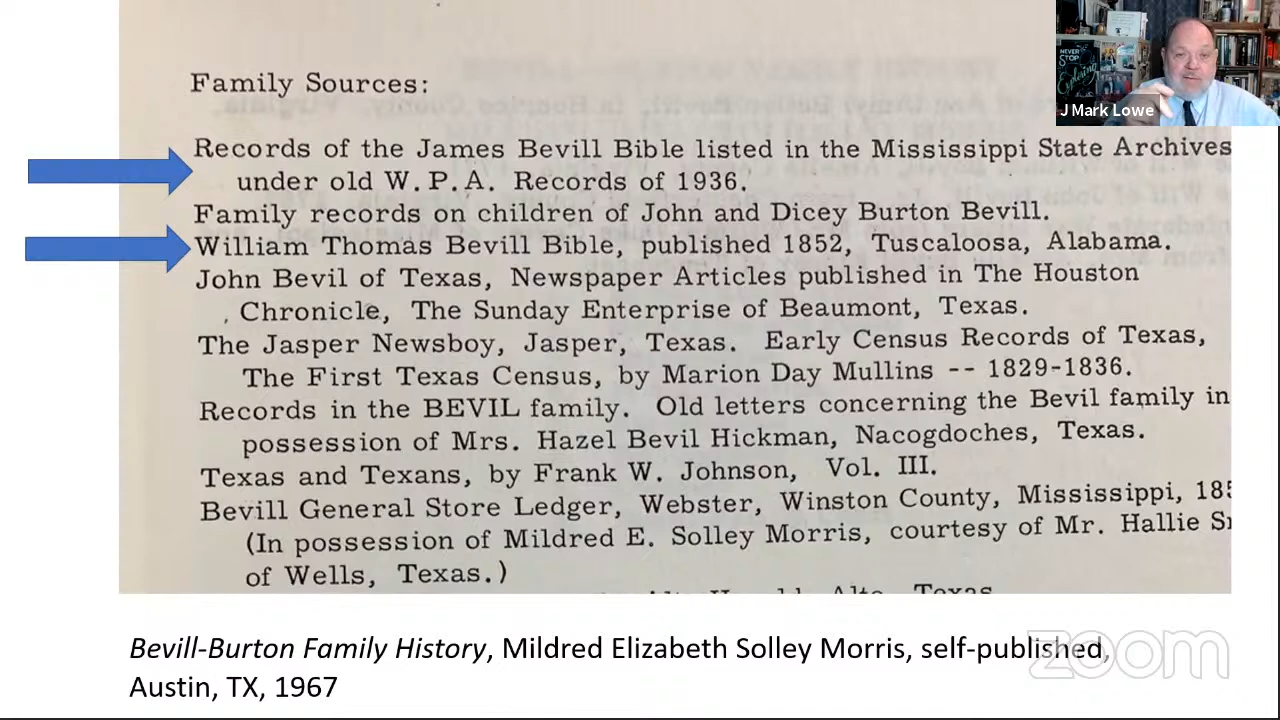 Family Sources:
Records of the James Bevill Bible listed in the Mississippi State Archives
under old W. P. A. Records of 1936.
Family records on children of John and Dicey Burton Bevill.
William Thomas Bevill Bible, published 1852, Tuscaloosa, Alabama.
John Bevil of Texas, Newspaper Articles published in The Houston
Chronicle, The Sunday Enterprise of Beaumont, Texas.
The Jasper Newsboy, Jasper, Texas. Early Census Records of Texas,
The First Texas Census, by Marion Day Mullins -- 1829-1836.
Records in the BEVIL family. Old letters concerning the Bevil family in
possession of Mrs. Hazel Bevil Hickman, Nacogdoches, Texas.
Texas and Texans, by Frank W. Johnson, Vol. III.
Bevill General Store Ledger, Webster, Winston County, Mississippi,
(In possession of Mildred E. Solley Morris, courtesy of Mr. Hallie
of Wells, Texas.)
Bevill-Burton Family History, Mildred Elizabeth Solley Morris, self-published,
Austin, TX, 1967
NEVER STOP Exploring
J Mark Lowe
zoom